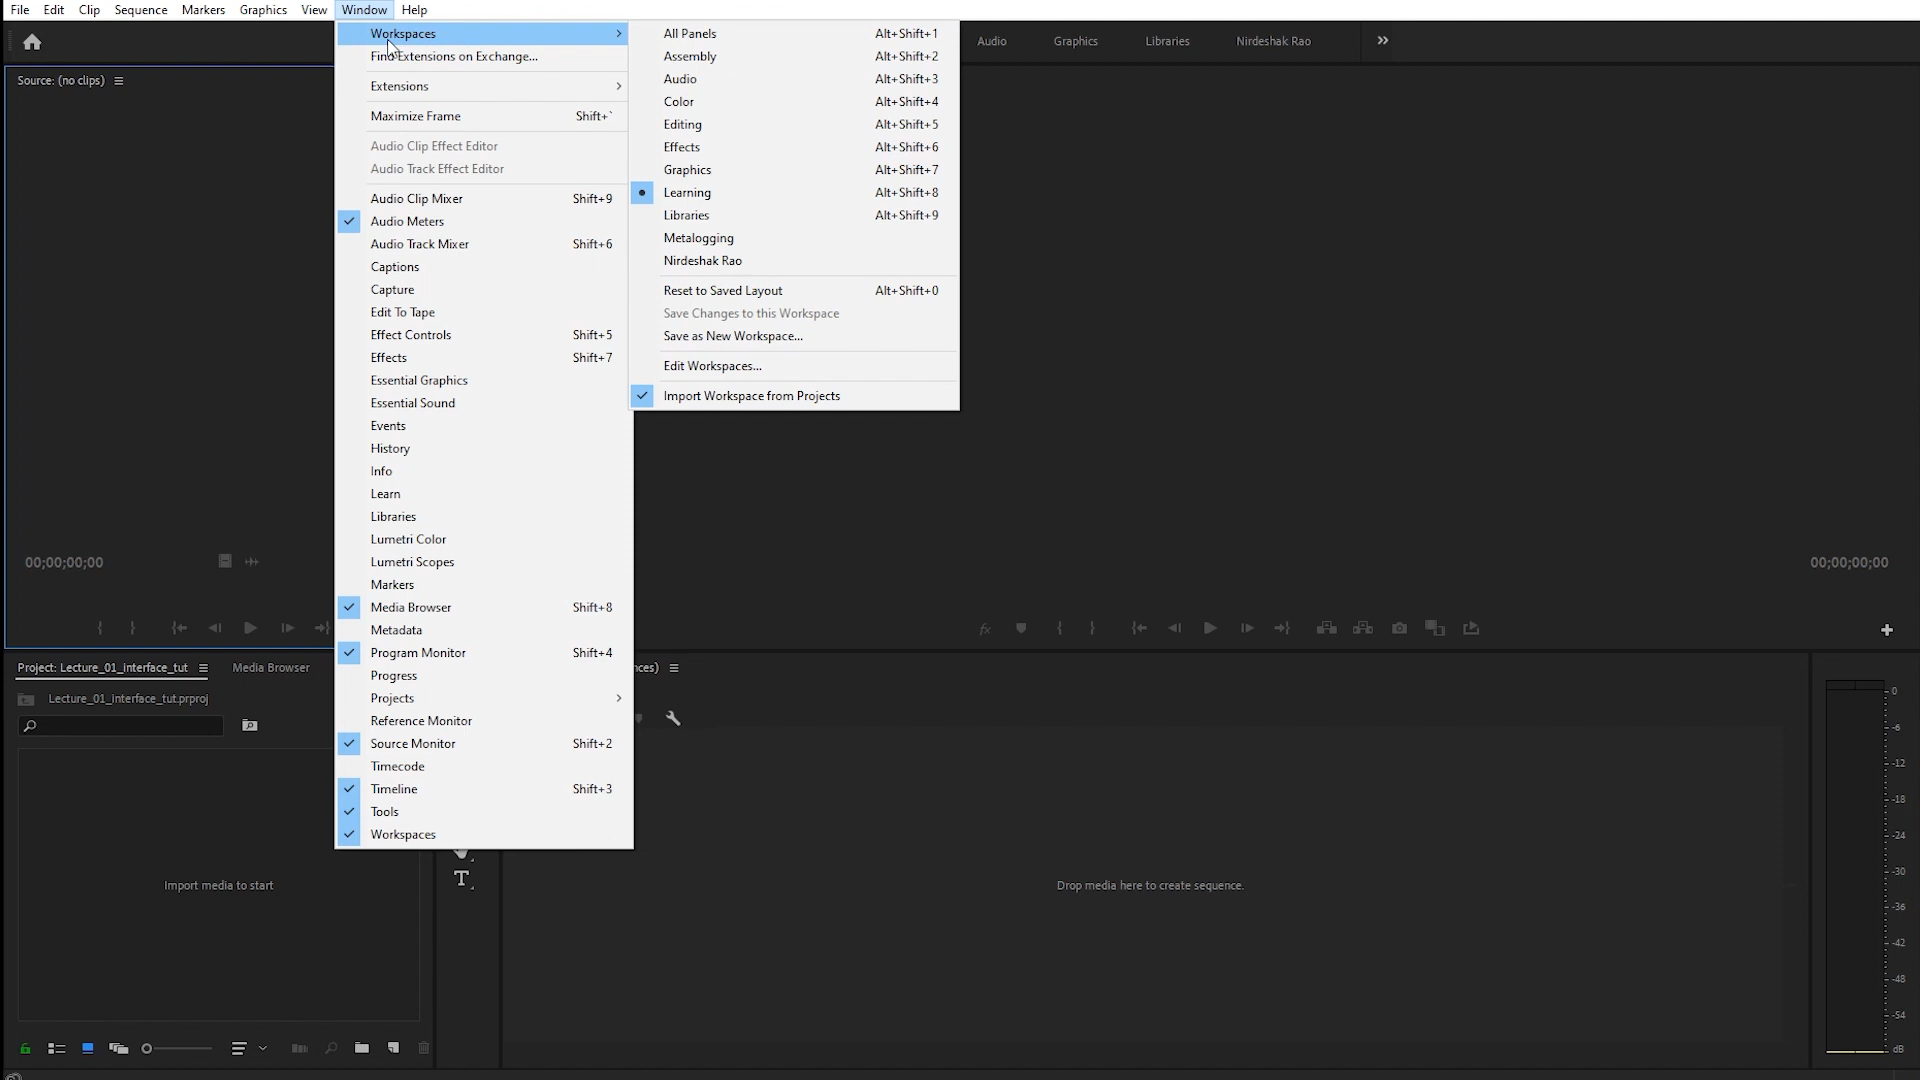 File Edit Clip Sequence Markers Graphics View Window Help
Audio Graphics Libraries Nirdeshak Rao
Source: (no clips)
Workspaces
Find Extensions on Exchange...
Extensions
Maximize Frame Shift+`
Audio Clip Effect Editor
Audio Track Effect Editor
Audio Clip Mixer Shift+9
Audio Meters
Audio Track Mixer Shift+6
Captions
Capture
Edit To Tape
Effect Controls Shift+5
Effects Shift+7
Essential Graphics
Essential Sound
Events
History
Info
Learn
Libraries
Lumetri Color
Lumetri Scopes
Markers
Media Browser Shift+8
Metadata
Program Monitor Shift+4
Progress
Projects
Reference Monitor
Source Monitor Shift+2
Timecode
Timeline Shift+3
Tools
Workspaces
All Panels Alt+Shift+1
Assembly Alt+Shift+2
Audio Alt+Shift+3
Color Alt+Shift+4
Editing Alt+Shift+5
Effects Alt+Shift+6
Graphics Alt+Shift+7
Learning Alt+Shift+8
Libraries Alt+Shift+9
Metalogging
Nirdeshak Rao
Reset to Saved Layout Alt+Shift+0
Save Changes to this Workspace
Save as New Workspace...
Edit Workspaces...
Import Workspace from Projects
00;00;00;00
00;00;00;00
fx
Project: Lecture_01_interface_tut Media Browser
nces)
Lecture_01_interface_tut.prproj
Import media to start
T
Drop media here to create sequence.
0
-6
-12
-18
-24
-30
-36
-42
-48
-54
dB